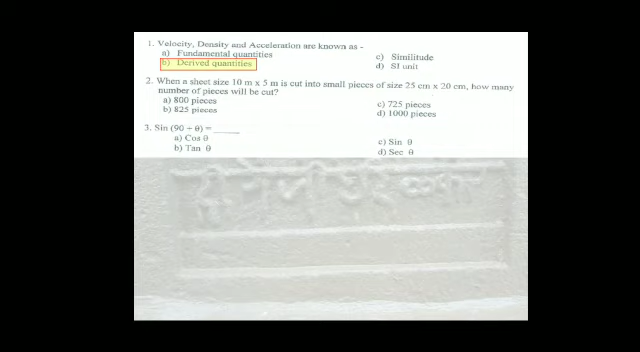 1. Velocity, Density and Acceleration are known as -
a) Fundamental quantities
c) Similitude
b) Derived quantities
d) SI unit
2. When a sheet size 10 m x 5 m is cut into small pieces of size 25 cm x 20 cm, how many
number of pieces will be cut?
a) 800 pieces
c) 725 pieces
b) 825 pieces
d) 1000 pieces
3. Sin (90 + θ) = _____
a) Cos θ
c) Sin θ
b) Tan θ
d) Sec θ